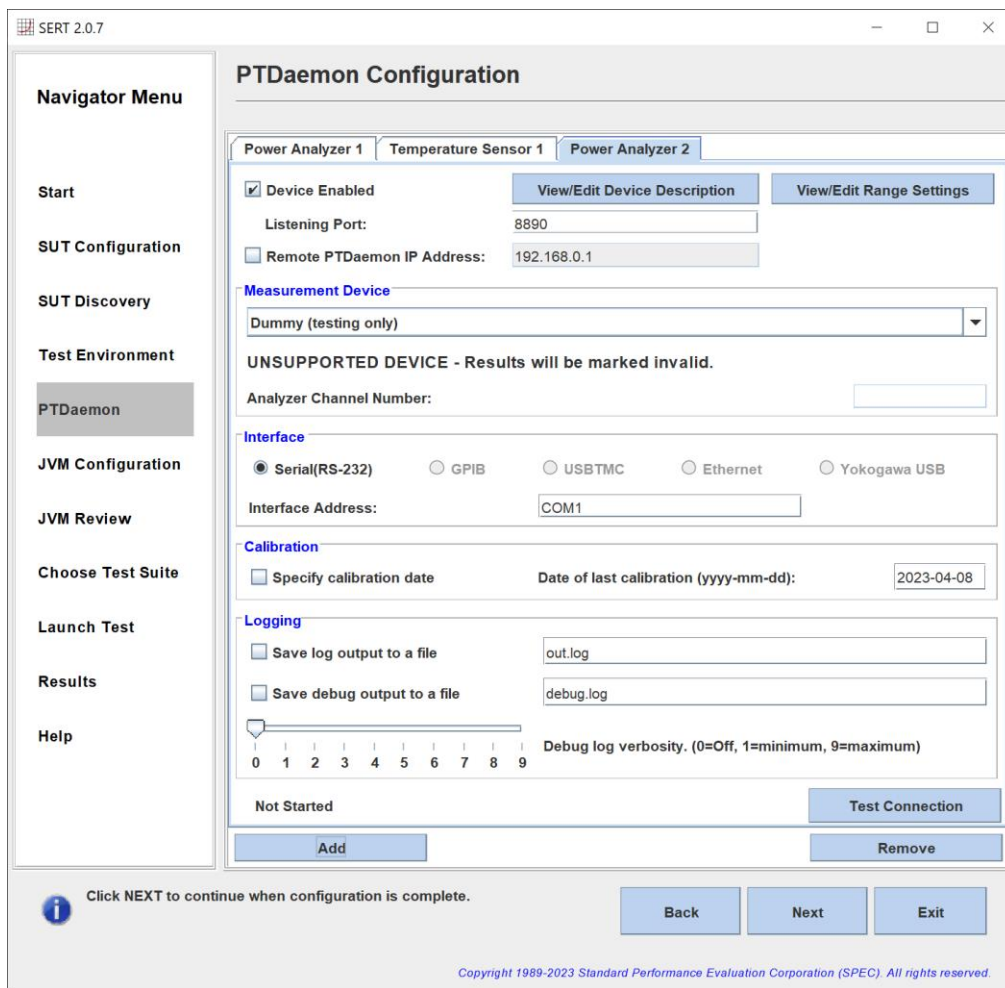 SERT 2.0.7
Navigator Menu
Start
SUT Configuration
SUT Discovery
Test Environment
PTDaemon
JVM Configuration
JVM Review
Choose Test Suite
Launch Test
Results
Help
PTDaemon Configuration
Power Analyzer 1 Temperature Sensor 1 Power Analyzer 2
Device Enabled View/Edit Device Description View/Edit Range Settings
Listening Port: 8890
Remote PTDaemon IP Address: 192.168.0.1
Measurement Device
Dummy (testing only)
UNSUPPORTED DEVICE - Results will be marked invalid.
Analyzer Channel Number:
Interface
Serial(RS-232) GPIB USBTMC Ethernet Yokogawa USB
Interface Address: COM1
Calibration
Specify calibration date Date of last calibration (yyyy-mm-dd): 2023-04-08
Logging
Save log output to a file out.log
Save debug output to a file debug.log
0 1 2 3 4 5 6 7 8 9 Debug log verbosity. (0=Off, 1=minimum, 9=maximum)
Not Started Test Connection
Add Remove
Click NEXT to continue when configuration is complete.
Back Next Exit
Copyright 1989-2023 Standard Performance Evaluation Corporation (SPEC). All rights reserved.